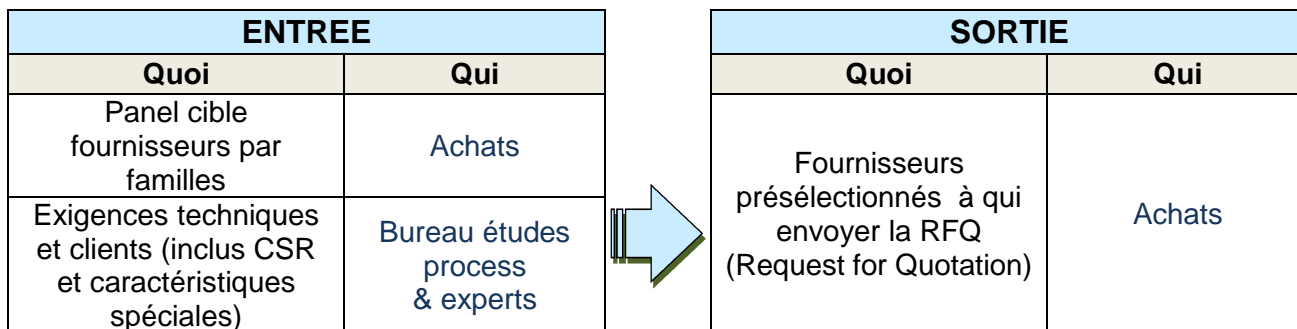 ENTREE
Quoi
Qui
Panel cible
fournisseurs par
familles
Achats
Exigences techniques
et clients (inclus CSR
et caractéristiques
spéciales)
Bureau études
process
& experts
SORTIE
Quoi
Qui
Fournisseurs
présélectionnés à qui
envoyer la RFQ
(Request for Quotation)
Achats